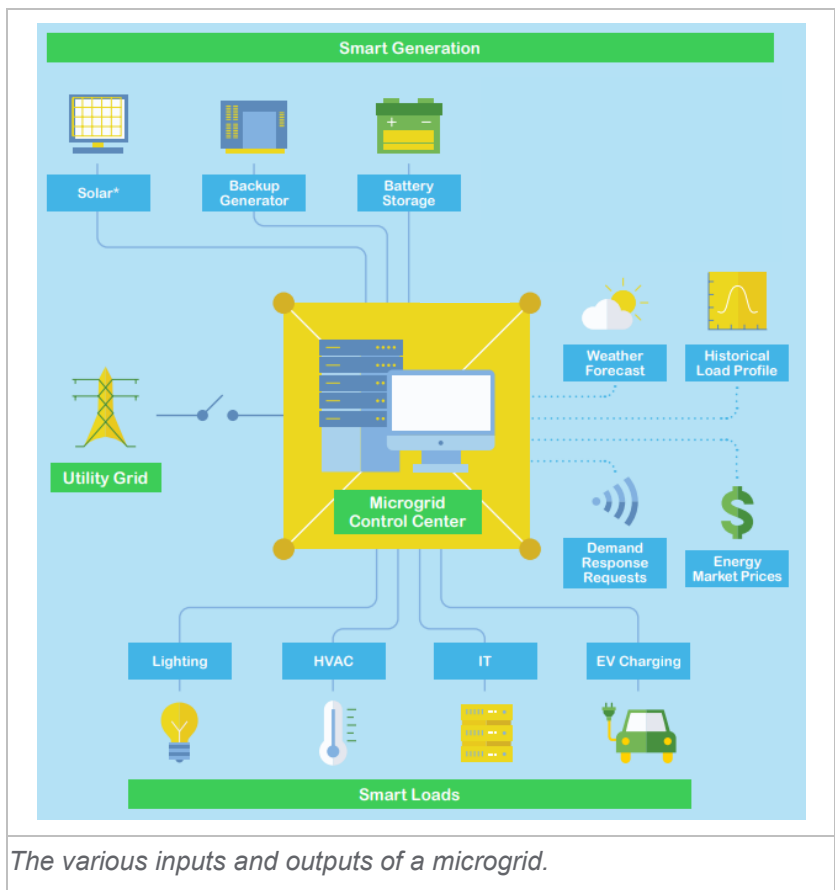 Smart Generation
Solar*
Backup
Generator
Battery
Storage
Weather
Forecast
Historical
Load Profile
Utility Grid
Microgrid
Control Center
Demand
Response
Requests
Energy
Market Prices
Lighting
HVAC
IT
EV Charging
Smart Loads
The various inputs and outputs of a microgrid.